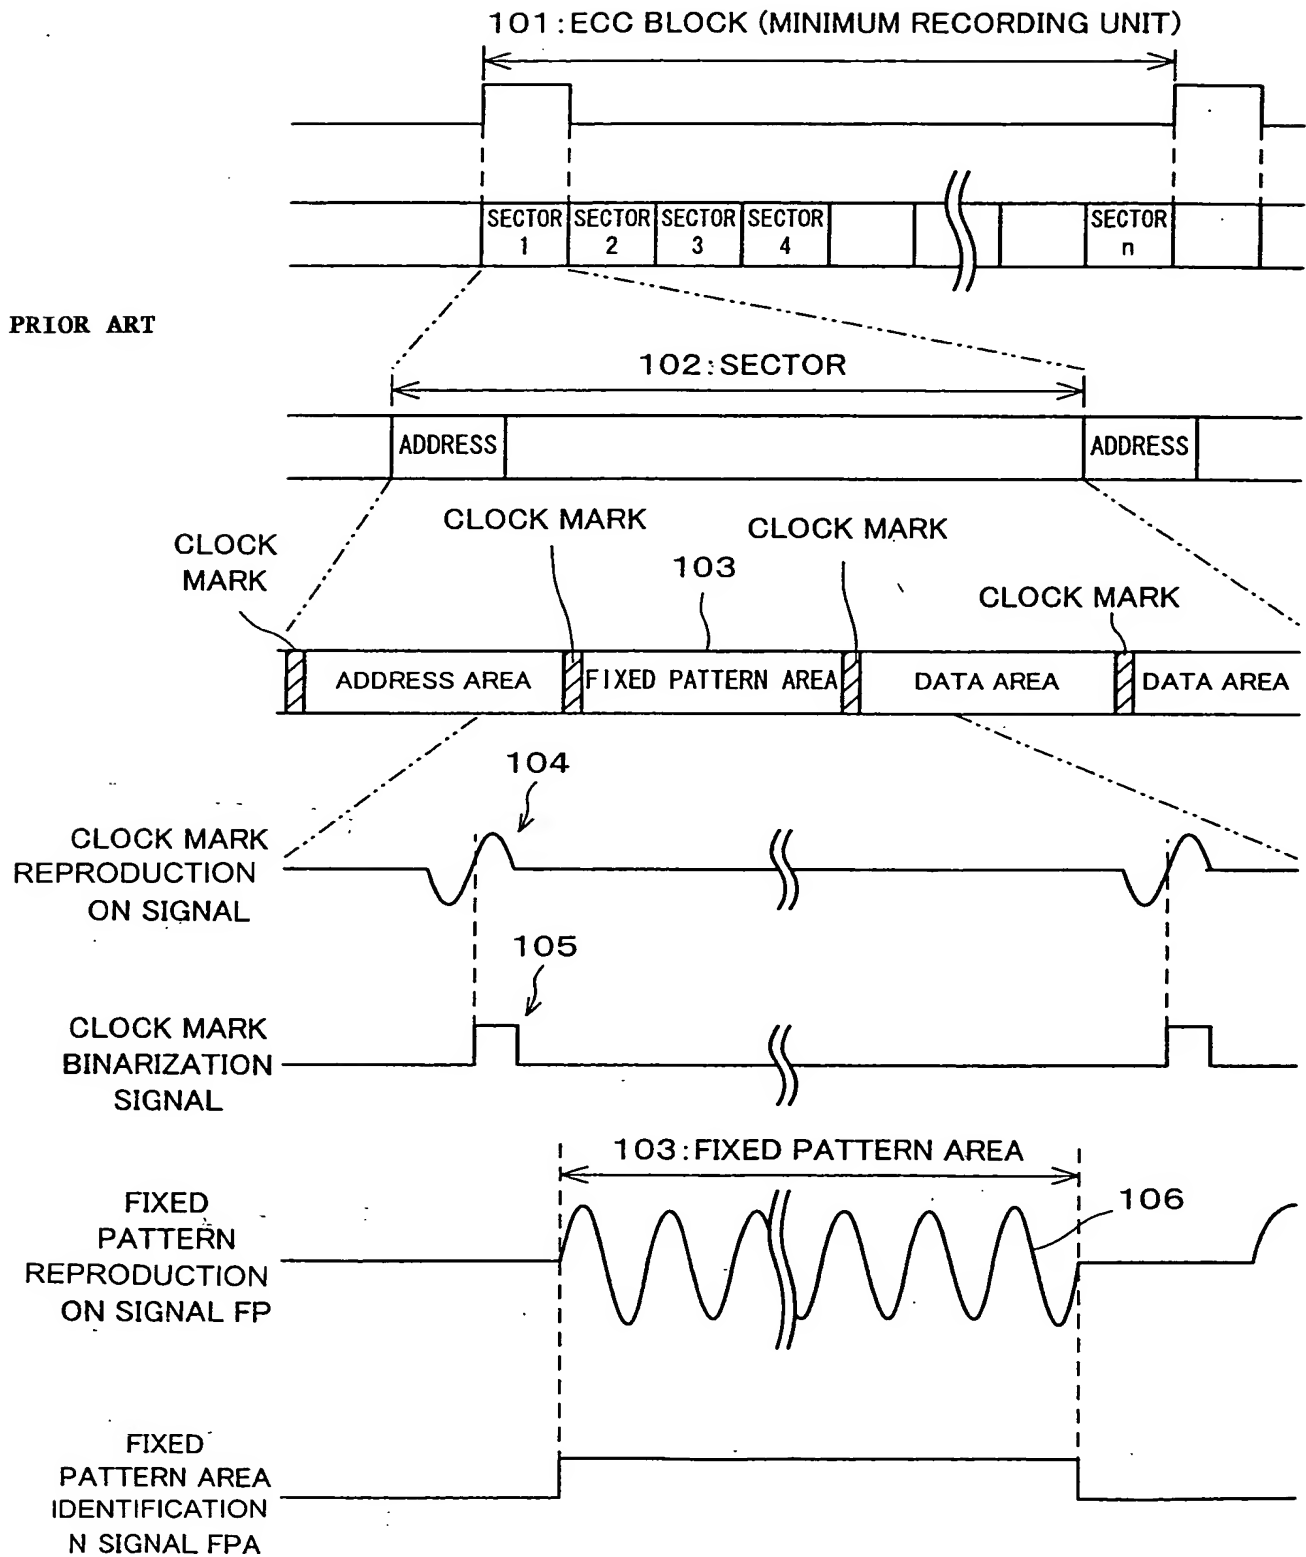 101:ECC BLOCK (MINIMUM RECORDING UNIT)
SECTOR
1
SECTOR
2
SECTOR
3
SECTOR
4
SECTOR
n
PRIOR ART
102:SECTOR
ADDRESS
ADDRESS
CLOCK MARK
CLOCK MARK
CLOCK
MARK
103
CLOCK MARK
ADDRESS AREA
FIXED PATTERN AREA
DATA AREA
DATA AREA
104
CLOCK MARK
REPRODUCTION
ON SIGNAL
105
CLOCK MARK
BINARIZATION
SIGNAL
103:FIXED PATTERN AREA
106
FIXED
PATTERN
REPRODUCTION
ON SIGNAL FP
FIXED
PATTERN AREA
IDENTIFICATION
N SIGNAL FPA